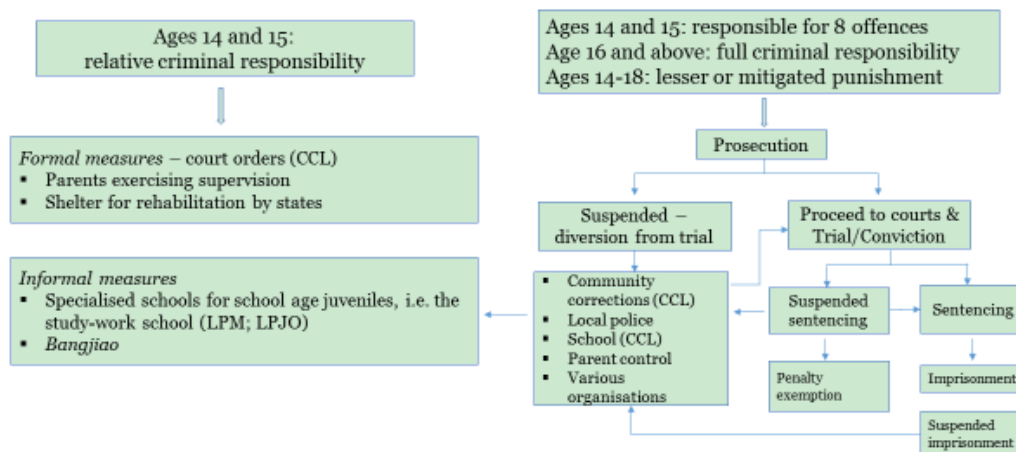 Ages 14 and 15:
relative criminal responsibility
Formal measures – court orders (CCL)
▪ Parents exercising supervision
▪ Shelter for rehabilitation by states
Informal measures
▪ Specialised schools for school age juveniles, i.e. the
study-work school (LPM; LPJO)
▪ Bangjiao
Ages 14 and 15: responsible for 8 offences
Age 16 and above: full criminal responsibility
Ages 14-18: lesser or mitigated punishment
Prosecution
Suspended –
diversion from trial
Proceed to courts &
Trial/Conviction
▪ Community
corrections (CCL)
▪ Local police
▪ School (CCL)
▪ Parent control
▪ Various
organisations
Suspended
sentencing
Sentencing
Penalty
exemption
Imprisonment
Suspended
imprisonment